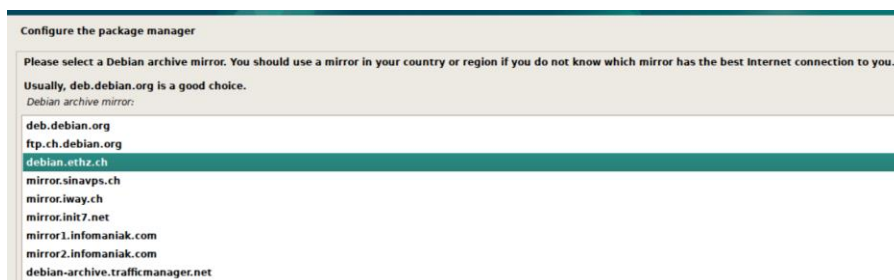 Configure the package manager
Please select a Debian archive mirror. You should use a mirror in your country or region if you do not know which mirror has the best Internet connection to you.
Usually, deb.debian.org is a good choice.
Debian archive mirror:
deb.debian.org
ftp.ch.debian.org
debian.ethz.ch
mirror.sinavps.ch
mirror.iway.ch
mirror.init7.net
mirror1.infomaniak.com
mirror2.infomaniak.com
debian-archive.trafficmanager.net